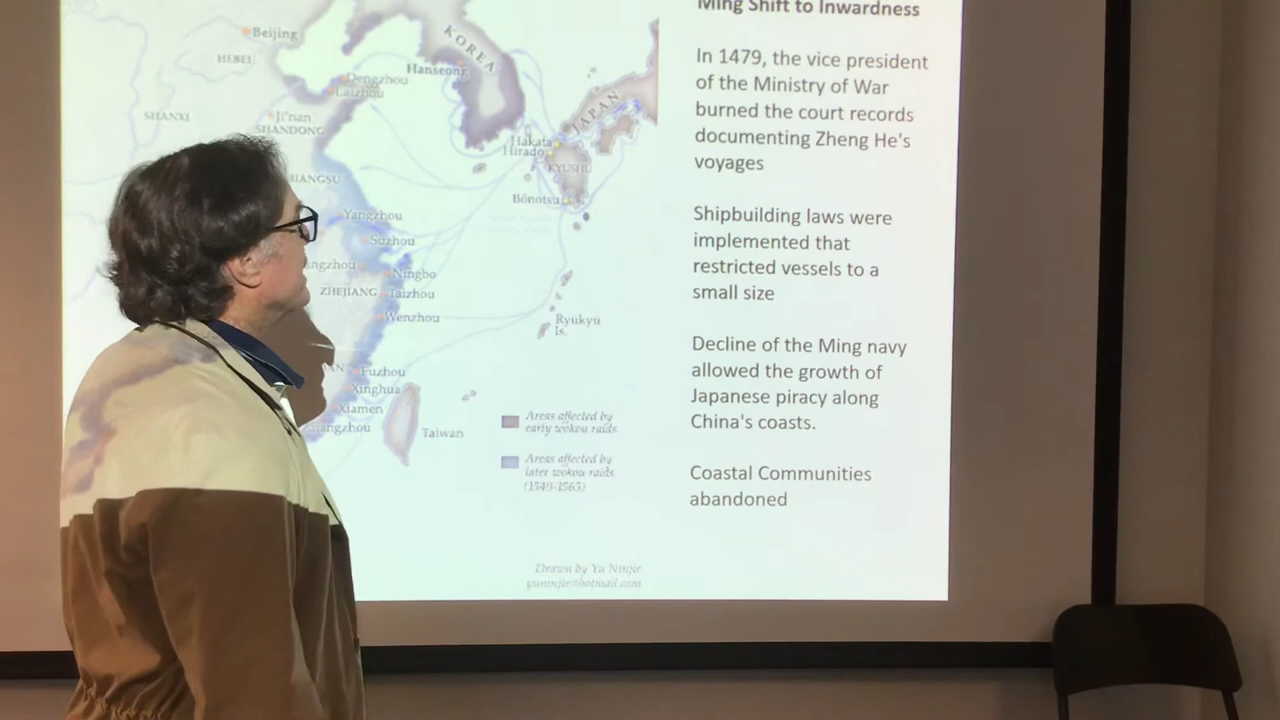 Ming Shift to Inwardness
In 1479, the vice president
of the Ministry of War
burned the court records
documenting Zheng He's
voyages
Shipbuilding laws were
implemented that
restricted vessels to a
small size
Decline of the Ming navy
allowed the growth of
Japanese piracy along
China's coasts.
Coastal Communities
abandoned
Beijing
HEBEI
KOREA
Hanseong
Dengzhou
Laizhou
SHANXI
Ji'nan
SHANDONG
JAPAN
Hakata
Hirado
KYUSHU
JIANGSU
Bōnotsu
Yangzhou
Suzhou
Ningbo
ZHEJIANG
Taizhou
Wenzhou
Ryūkyū
Is.
Fuzhou
Xinghua
Xiamen
Taiwan
Areas affected by
early wokou raids
Areas affected by
later wokou raids
(1540-1565)
Drawn by Yu Ninjie
yuninjie@hotmail.com